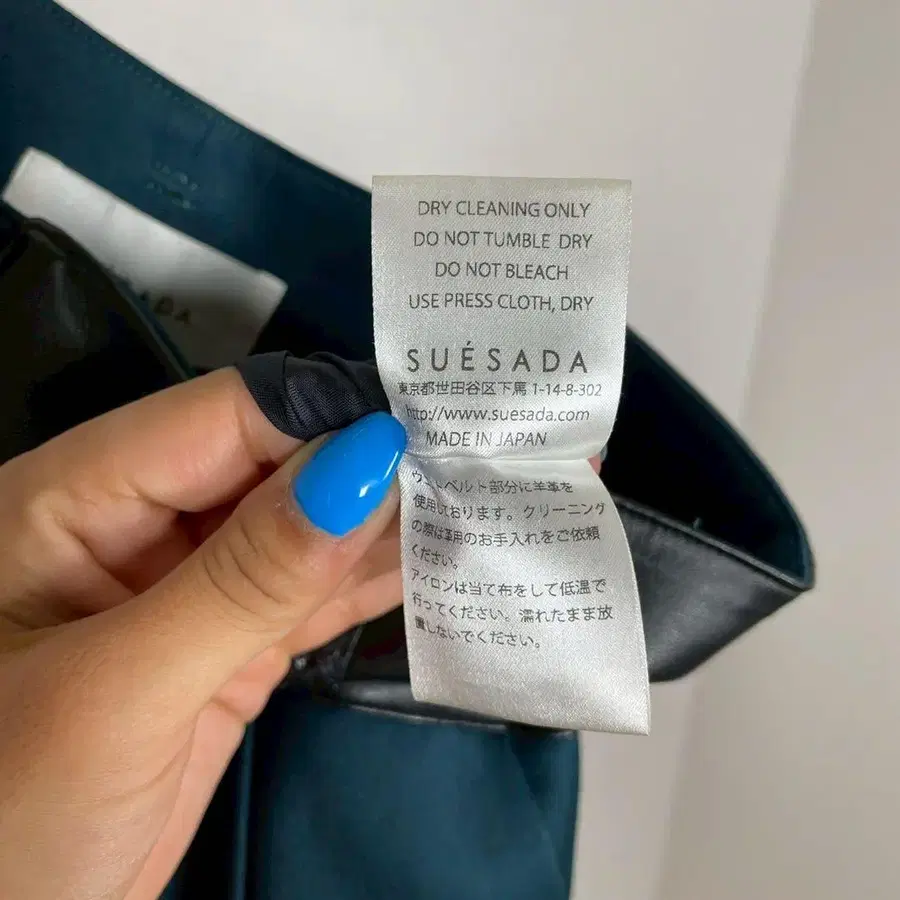 DRY CLEANING ONLY
DO NOT TUMBLE DRY
DO NOT BLEACH
USE PRESS CLOTH, DRY
SUÉSADA
東京都世田谷区下馬 1-14-8-302
http://www.suesada.com
MADE IN JAPAN
ベルト部分に羊革を
使用しております。クリーニング
の際は革用のお手入れをご依頼
ください。
アイロンは当て布をして低温で
行ってください。濡れたまま放
置しないでください。